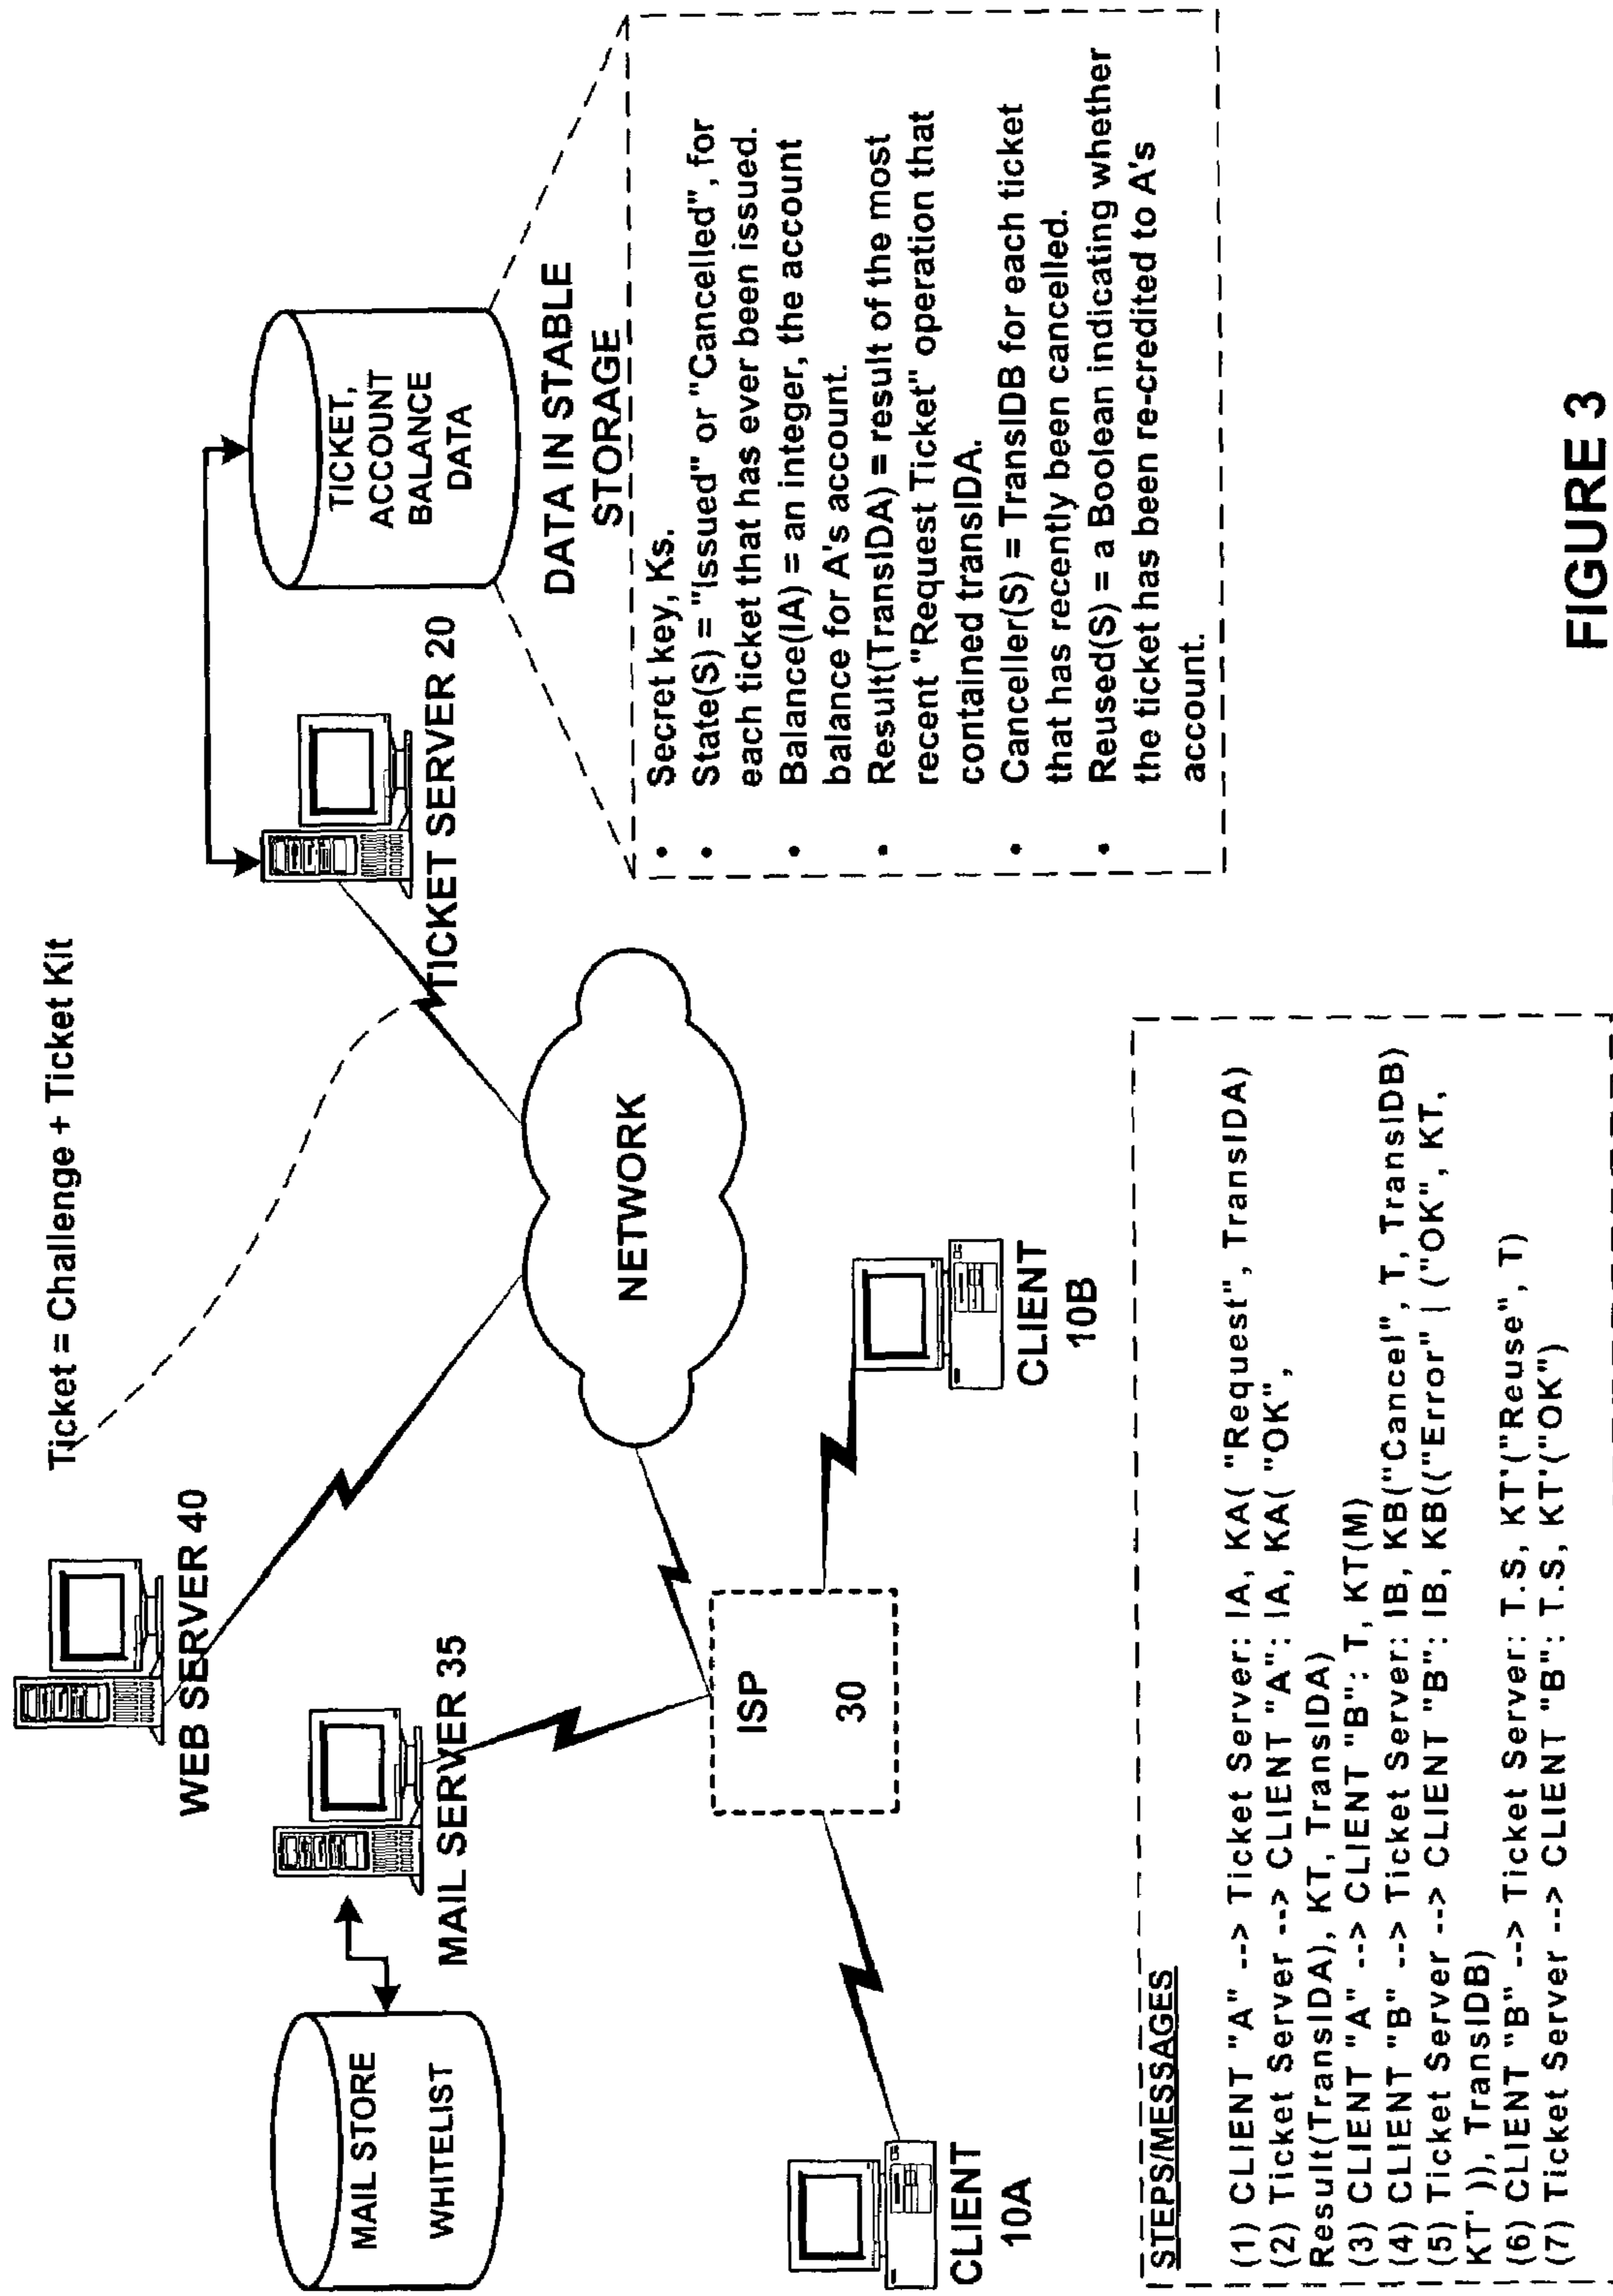 Ticket = Challenge + Ticket Kit
WEB SERVER 40
TICKET SERVER 20
TICKET,
ACCOUNT
BALANCE
DATA
MAIL STORE
WHITELIST
MAIL SERVER 35
NETWORK
DATA IN STABLE
STORAGE
ISP
30
CLIENT
10A
CLIENT
10B
• Secret key, Ks.
• State(S) = "Issued" or "Cancelled", for
each ticket that has ever been issued.
• Balance(IA) = an integer, the account
balance for A's account.
• Result(TransIDA) = result of the most
recent "Request Ticket" operation that
contained transIDA.
• Canceller(S) = TransIDB for each ticket
that has recently been cancelled.
• Reused(S) = a Boolean indicating whether
the ticket has been re-credited to A's
account.
STEPS/MESSAGES
(1) CLIENT "A" --> Ticket Server: IA, KA( "Request", TransIDA)
(2) Ticket Server --> CLIENT "A": IA, KA( "OK",
Result(TransIDA), KT, TransIDA)
(3) CLIENT "A" --> CLIENT "B": T, KT(M)
(4) CLIENT "B" --> Ticket Server: IB, KB("Cancel", T, TransIDB)
(5) Ticket Server --> CLIENT "B": IB, KB(("Error" | ("OK", KT,
KT' )), TransIDB)
(6) CLIENT "B" --> Ticket Server: T.S, KT'("Reuse", T)
(7) Ticket Server --> CLIENT "B": T.S, KT'("OK")
FIGURE 3